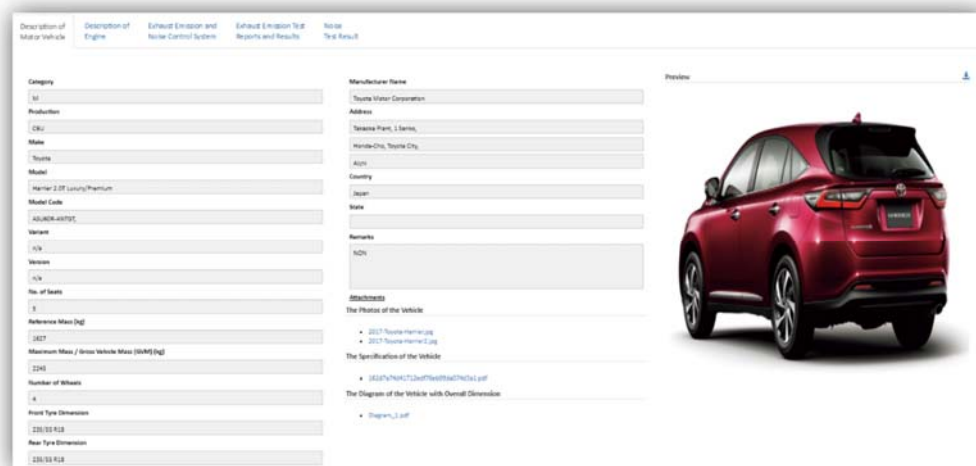 Description of
Motor Vehicle
Description of
Engine
Exhaust Emission and
Noise Control System
Exhaust Emission Test
Reports and Results
Noise
Test Result
Category
M
Production
CBU
Make
Toyota
Model
Harrier 2.0T Luxury/Premium
Model Code
Variant
n/a
Version
n/a
No. of Seats
5
Reference Mass (kg)
1627
Maximum Mass / Gross Vehicle Mass (GVM) (kg)
Number of Wheels
4
Front Tyre Dimension
235/55 R18
Rear Tyre Dimension
235/55 R18
Manufacturer Name
Toyota Motor Corporation
Address
Takaoka Plant, 1 Sanso,
Honda-Cho, Toyota City,
Aichi
Country
Japan
State
Remarks
NON
Attachments
The Photos of the Vehicle
2017-Toyota-Harrier.jpg
2017-Toyota-Harrier2.jpg
The Specification of the Vehicle
The Diagram of the Vehicle with Overall Dimension
Diagram_1.pdf
Preview
HARRIER